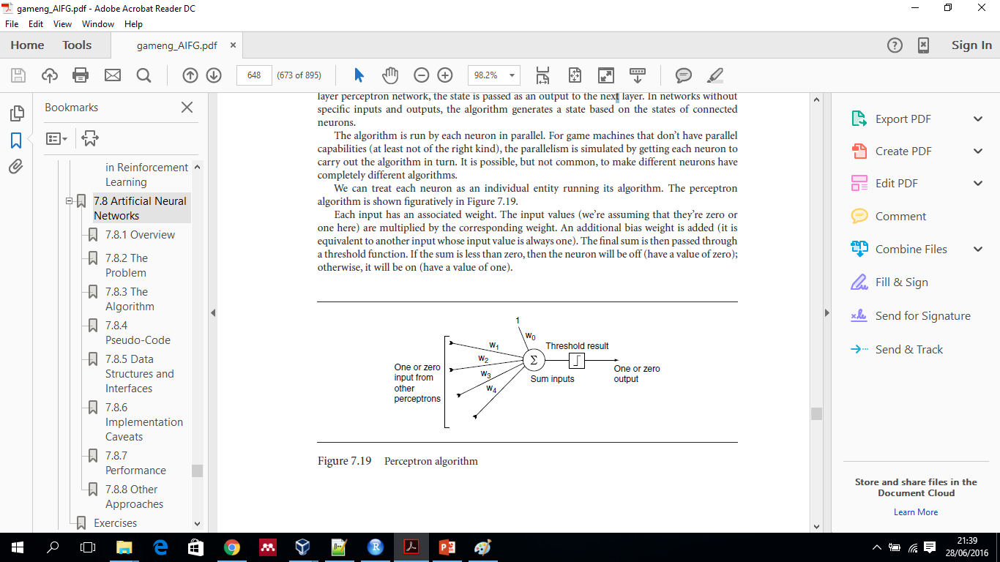 gameng_AIFG.pdf - Adobe Acrobat Reader DC
File Edit View Window Help
Home Tools gameng_AIFG.pdf × ? Sign In
648 (673 of 895) 98.2%
Bookmarks
in Reinforcement
Learning
7.8 Artificial Neural
Networks
7.8.1 Overview
7.8.2 The
Problem
7.8.3 The
Algorithm
7.8.4
Pseudo-Code
7.8.5 Data
Structures and
Interfaces
7.8.6
Implementation
Caveats
7.8.7
Performance
7.8.8 Other
Approaches
Exercises
layer perceptron network, the state is passed as an output to the next layer. In networks without
specific inputs and outputs, the algorithm generates a state based on the states of connected
neurons.
The algorithm is run by each neuron in parallel. For game machines that don’t have parallel
capabilities (at least not of the right kind), the parallelism is simulated by getting each neuron to
carry out the algorithm in turn. It is possible, but not common, to make different neurons have
completely different algorithms.
We can treat each neuron as an individual entity running its algorithm. The perceptron
algorithm is shown figuratively in Figure 7.19.
Each input has an associated weight. The input values (we’re assuming that they’re zero or
one here) are multiplied by the corresponding weight. An additional bias weight is added (it is
equivalent to another input whose input value is always one). The final sum is then passed through
a threshold function. If the sum is less than zero, then the neuron will be off (have a value of zero);
otherwise, it will be on (have a value of one).
1
w0
w1
w2
w3
w4
One or zero
input from
other
perceptrons
Σ
Sum inputs
Threshold result
One or zero
output
Figure 7.19 Perceptron algorithm
Export PDF
Create PDF
Edit PDF
Comment
Combine Files
Fill & Sign
Send for Signature
Send & Track
Store and share files in the
Document Cloud
Learn More
21:39
28/06/2016